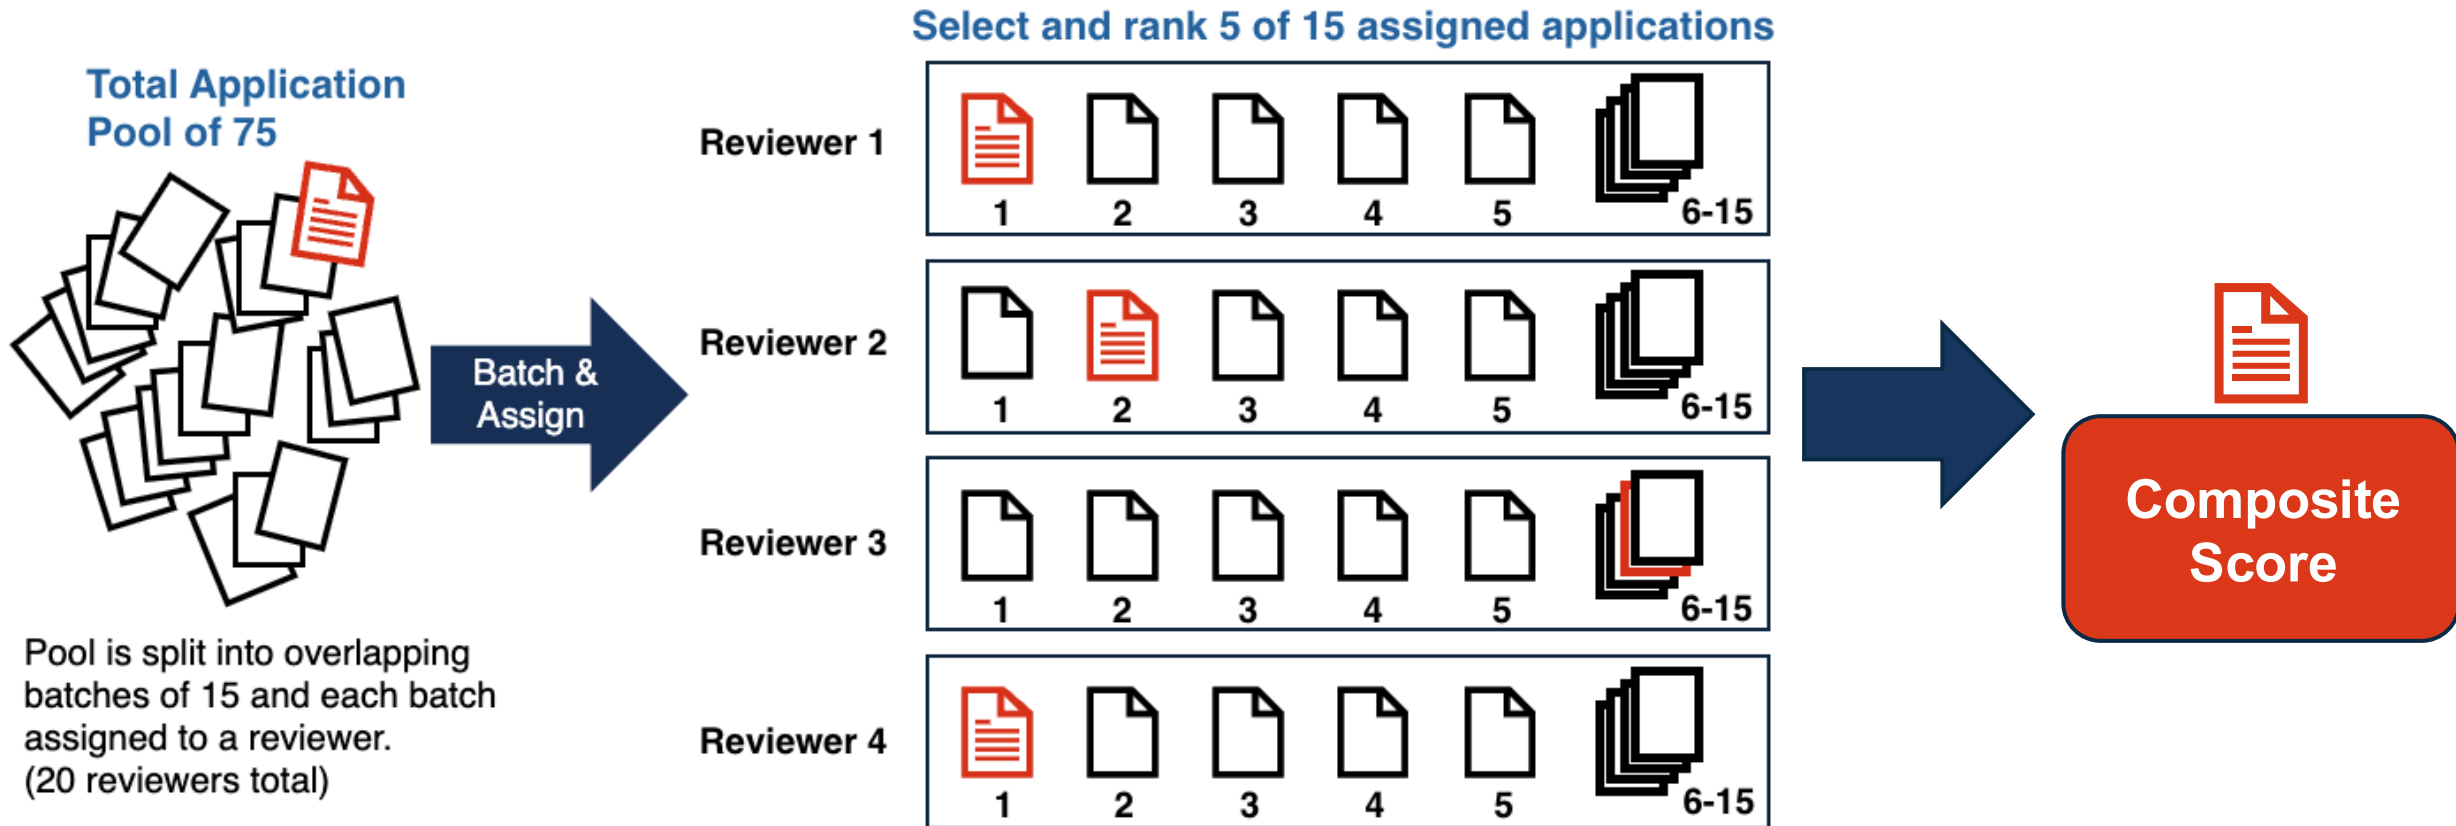 Total Application
Pool of 75
Pool is split into overlapping
batches of 15 and each batch
assigned to a reviewer.
(20 reviewers total)
Batch &
Assign
Select and rank 5 of 15 assigned applications
Reviewer 1
1 2 3 4 5 6-15
Reviewer 2
1 2 3 4 5 6-15
Reviewer 3
1 2 3 4 5 6-15
Reviewer 4
1 2 3 4 5 6-15
Composite
Score